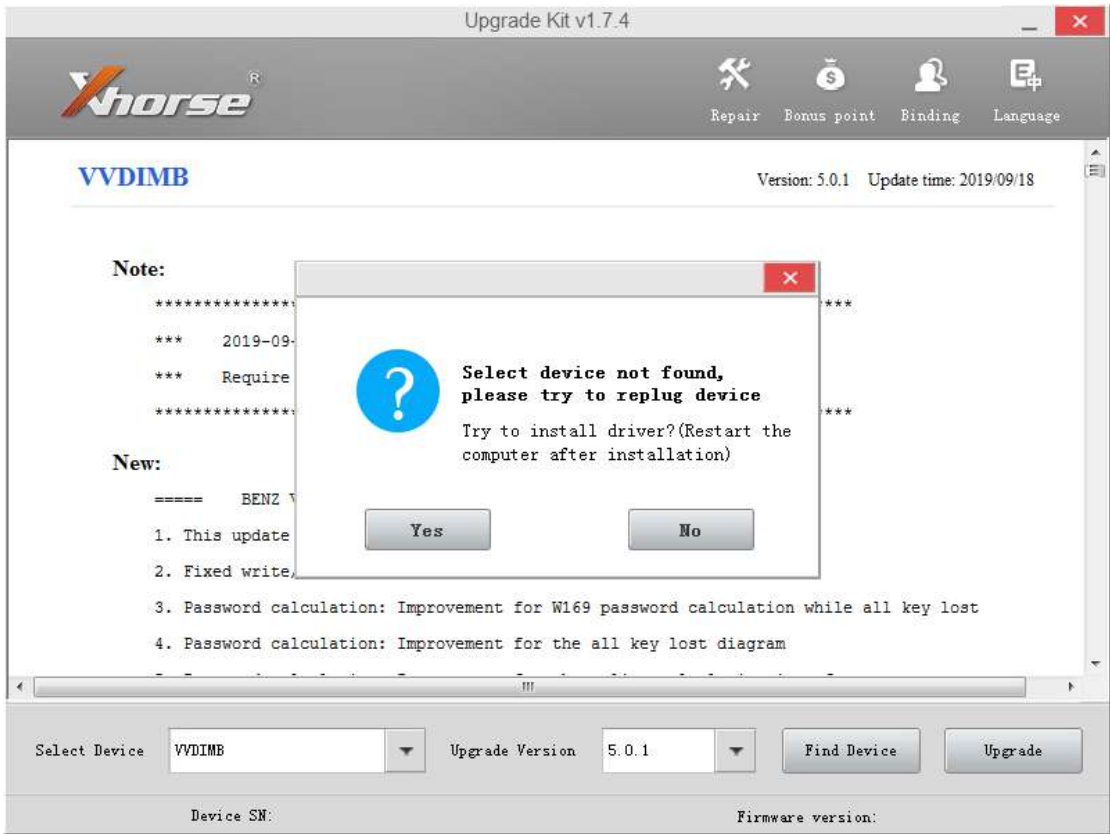 Upgrade Kit v1.7.4
Xhorse®
Repair Bonus point Binding Language
VVDIMB
Version: 5.0.1 Update time: 2019/09/18
Note:
*** 2019-09-
*** Require
Select device not found,
please try to replug device
Try to install driver?(Restart the
computer after installation)
Yes No
New:
===== BENZ
1. This update
2. Fixed write/
3. Password calculation: Improvement for W169 password calculation while all key lost
4. Password calculation: Improvement for the all key lost diagram
Select Device VVDIMB Upgrade Version 5.0.1 Find Device Upgrade
Device SN: Firmware version: